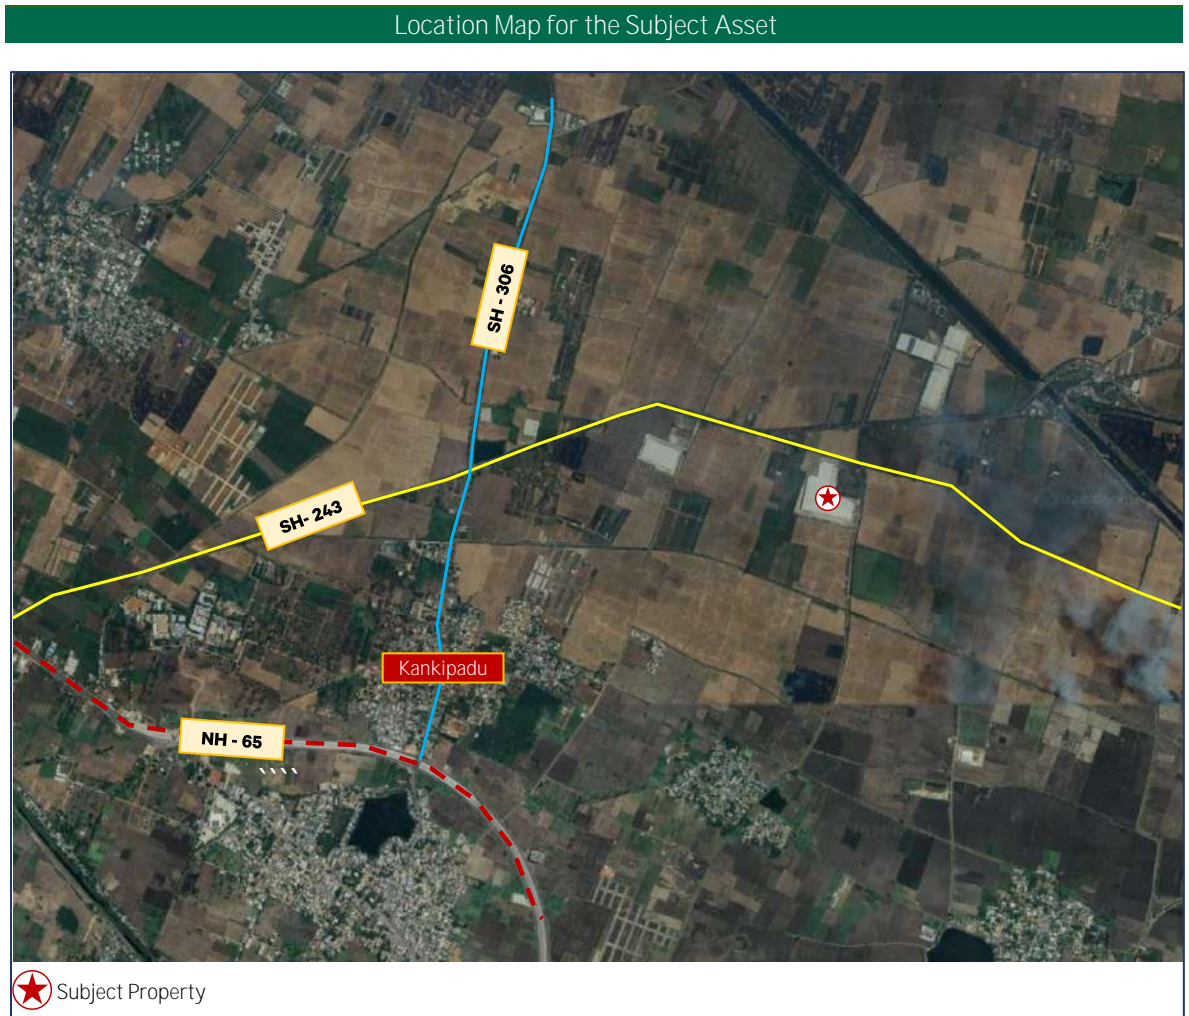 Location Map for the Subject Asset
SH - 306
SH- 243
Kankipadu
NH - 65
Subject Property